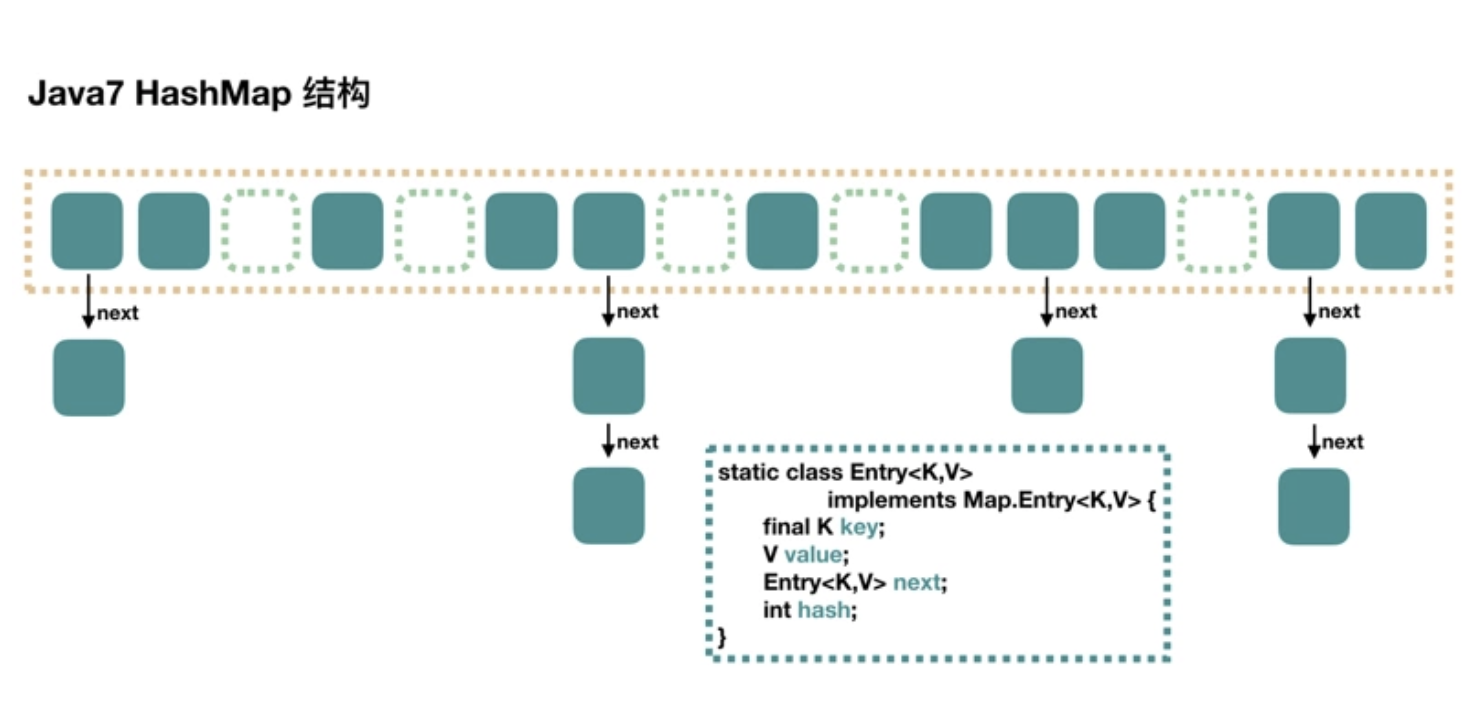 Java7 HashMap 结构
next
next
next
next
next
next
static class Entry<K,V>
implements Map.Entry<K,V> {
final K key;
V value;
Entry<K,V> next;
int hash;
}